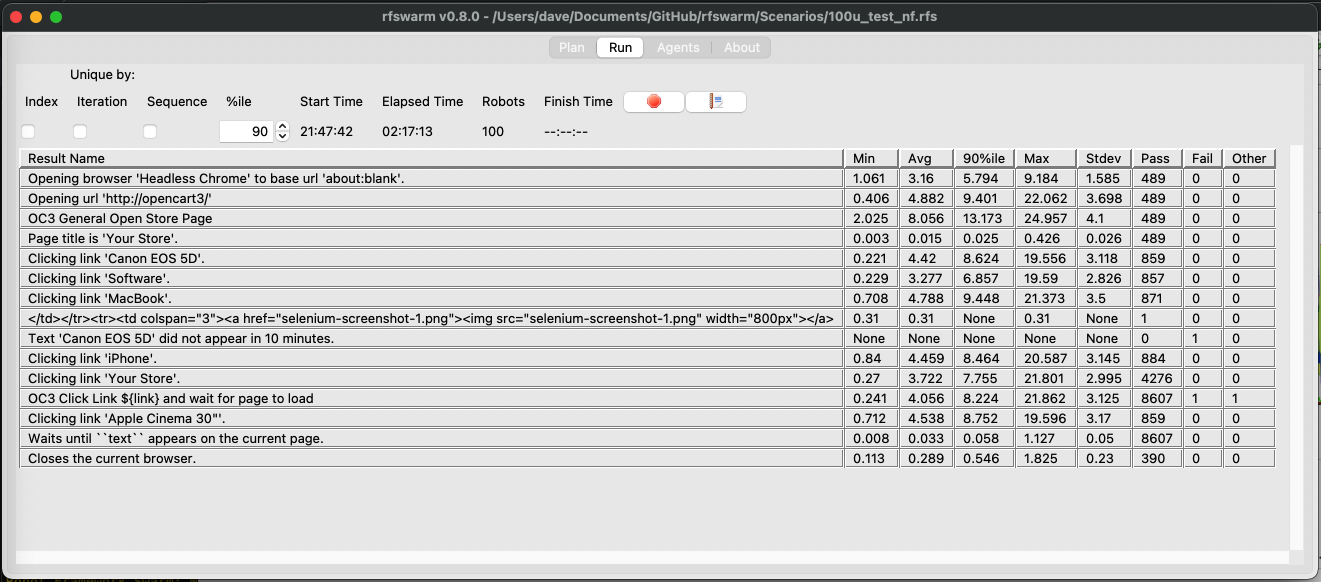 rfswarm v0.8.0 - /Users/dave/Documents/GitHub/rfswarm/Scenarios/100u_test_nf.rfs
Plan Run Agents About
Unique by:
Index Iteration Sequence %ile Start Time Elapsed Time Robots Finish Time
90 21:47:42 02:17:13 100 --:--:--
Result Name Min Avg 90%ile Max Stdev Pass Fail Other
Opening browser 'Headless Chrome' to base url 'about:blank'. 1.061 3.16 5.794 9.184 1.585 489 0 0
Opening url 'http://opencart3/' 0.406 4.882 9.401 22.062 3.698 489 0 0
OC3 General Open Store Page 2.025 8.056 13.173 24.957 4.1 489 0 0
Page title is 'Your Store'. 0.003 0.015 0.025 0.426 0.026 489 0 0
Clicking link 'Canon EOS 5D'. 0.221 4.42 8.624 19.556 3.118 859 0 0
Clicking link 'Software'. 0.229 3.277 6.857 19.59 2.826 857 0 0
Clicking link 'MacBook'. 0.708 4.788 9.448 21.373 3.5 871 0 0
</td></tr><tr><td colspan="3"><a href="selenium-screenshot-1.png"><img src="selenium-screenshot-1.png" width="800px"></a> 0.31 0.31 None 0.31 None 1 0 0
Text 'Canon EOS 5D' did not appear in 10 minutes. None None None None None 0 1 0
Clicking link 'iPhone'. 0.84 4.459 8.464 20.587 3.145 884 0 0
Clicking link 'Your Store'. 0.27 3.722 7.755 21.801 2.995 4276 0 0
OC3 Click Link ${link} and wait for page to load 0.241 4.056 8.224 21.862 3.125 8607 1 1
Clicking link 'Apple Cinema 30"'. 0.712 4.538 8.752 19.596 3.17 859 0 0
Waits until ``text`` appears on the current page. 0.008 0.033 0.058 1.127 0.05 8607 0 0
Closes the current browser. 0.113 0.289 0.546 1.825 0.23 390 0 0